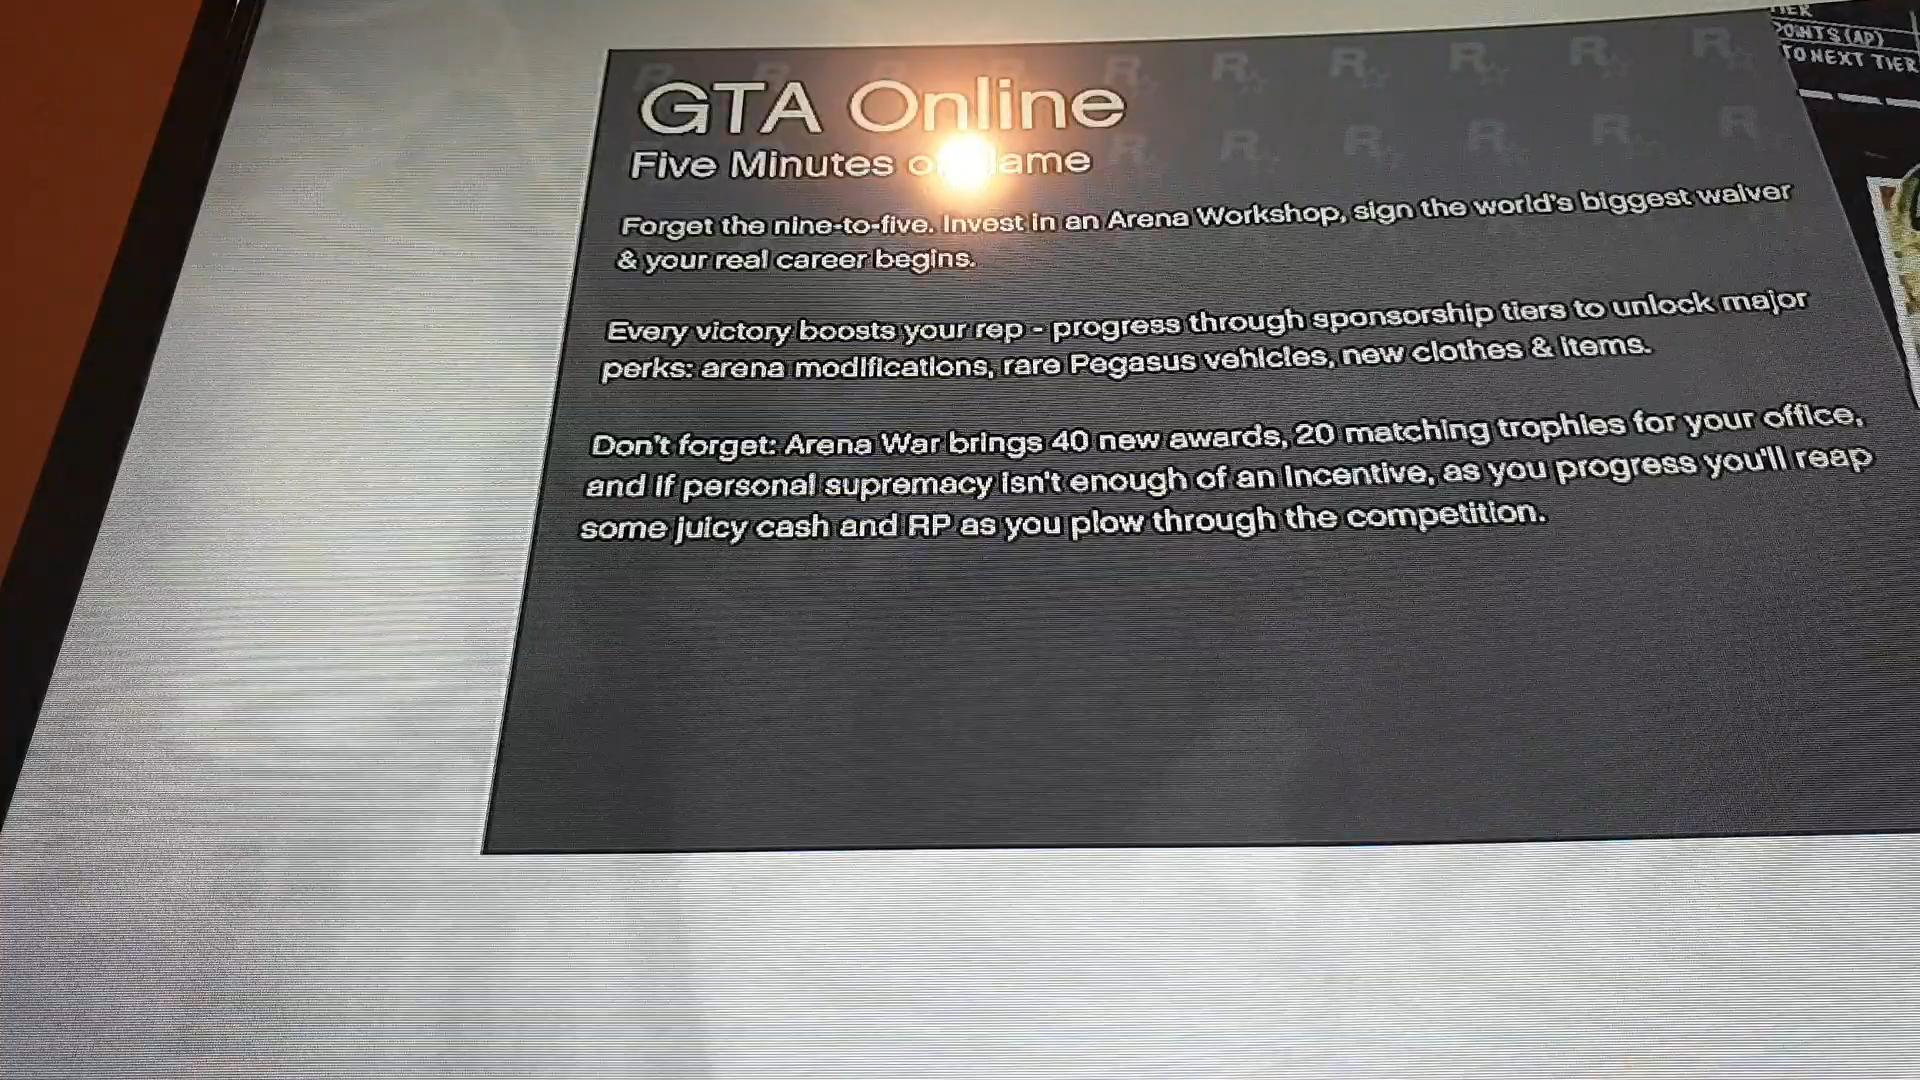 GTA Online
Five Minutes
Forget the nine-to-five. Invest in an Arena Workshop, sign the world's biggest waiver
& your real career begins.
Every victory boosts your rep - progress through sponsorship tiers to unlock major
perks: arena modifications, rare Pegasus vehicles, new clothes & items.
Don't forget: Arena War brings 40 new awards, 20 matching trophies for your office,
and if personal supremacy isn't enough of an incentive, as you progress you'll reap
some juicy cash and RP as you plow through the competition.
TIER
POINTS (AP)
TO NEXT TIER